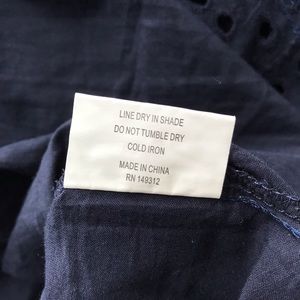 LINE DRY IN SHADE
DO NOT TUMBLE DRY
COLD IRON
MADE IN CHINA
RN 149312